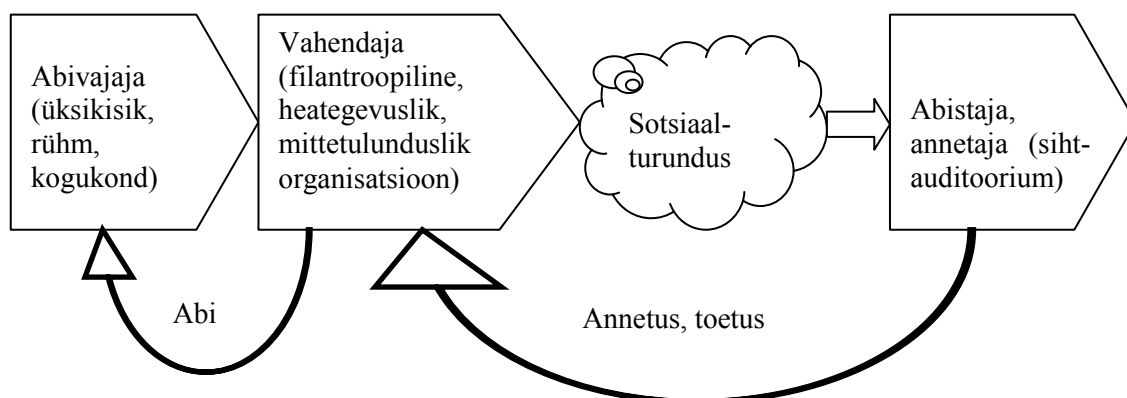 Abivajaja
(üksikisik,
rühm,
kogukond)
Vahendaja
(filantroopiline,
heategevuslik,
mittetulunduslik
organisatsioon)
Sotsiaal-
turundus
Abistaja,
annetaja (siht-
auditoorium)
Abi
Annetus, toetus